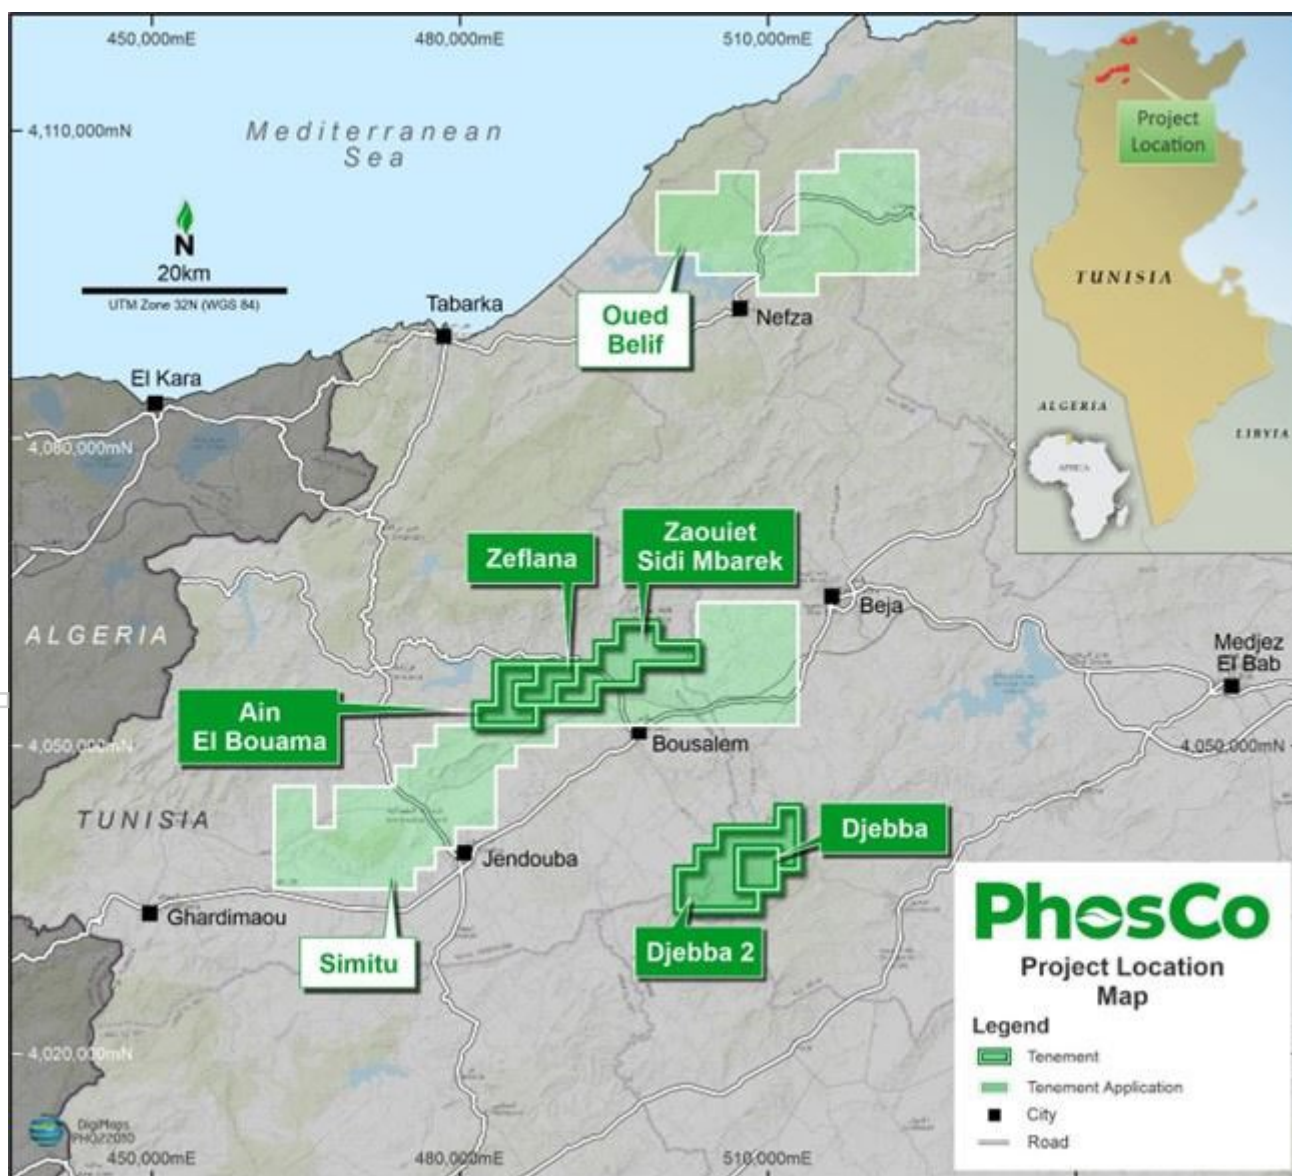 450,000mE
480,000mE
510,000mE
4,110,000mN
Mediterranean
Sea
N
20km
UTM Zone 32N (WGS 84)
Tabarka
El Kara
4,080,000mN
Oued
Belif
Nefza
Project
Location
TUNISIA
ALGERIA
LIBYA
AFRICA
Zeflana
Zaouiet
Sidi Mbarek
Beja
Medjez
El Bab
ALGERIA
Ain
El Bouama
Bousalem
4,050,000mN
4,050,000mN
TUNISIA
Jendouba
Djebba
Ghardimaou
Simitu
Djebba 2
PhosCo
Project Location
Map
Legend
Tenement
Tenement Application
City
Road
4,020,000mN
DigiMaps
PHO222010
450,000mE
480,000mE
510,000mE